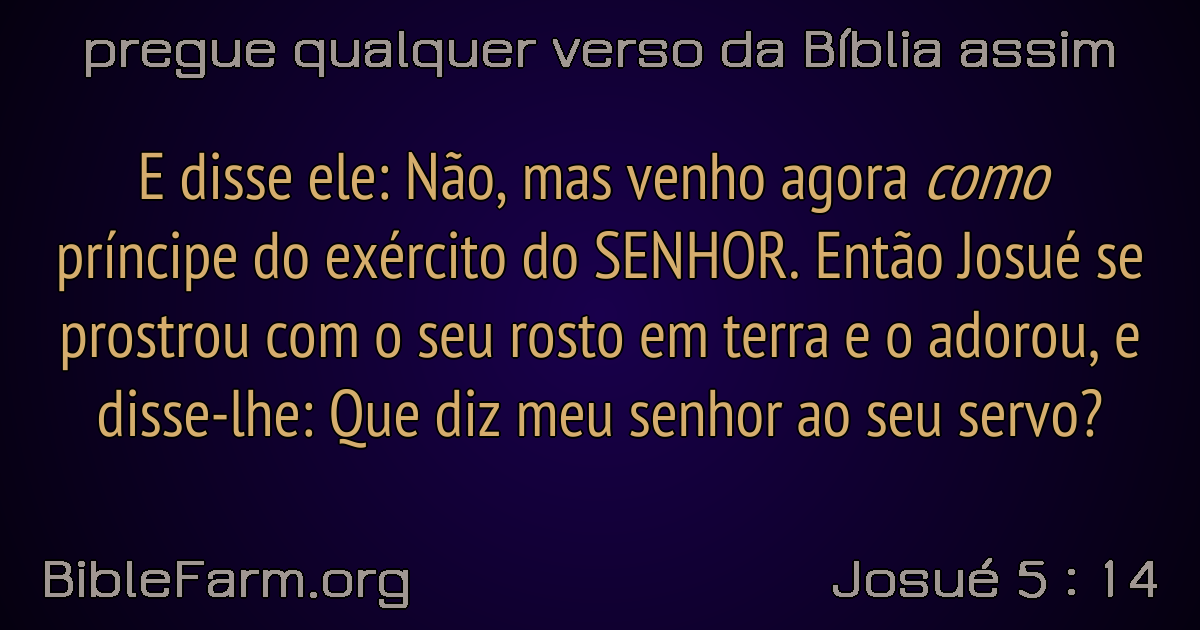 pregue qualquer verso da Bíblia assim
E disse ele: Não, mas venho agora como
príncipe do exército do SENHOR. Então Josué se
prostrou com o seu rosto em terra e o adorou, e
disse-lhe: Que diz meu senhor ao seu servo?
BibleFarm.org
Josué 5 : 14